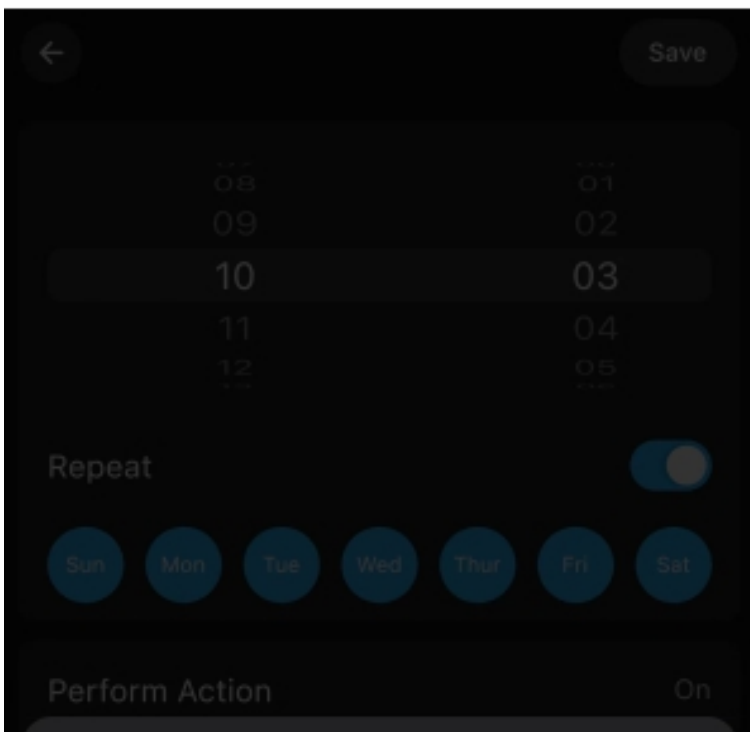 Save
08 01
09 02
10 03
11 04
12 05
Repeat
Sun Mon Tue Wed Thur Fri Sat
Perform Action On